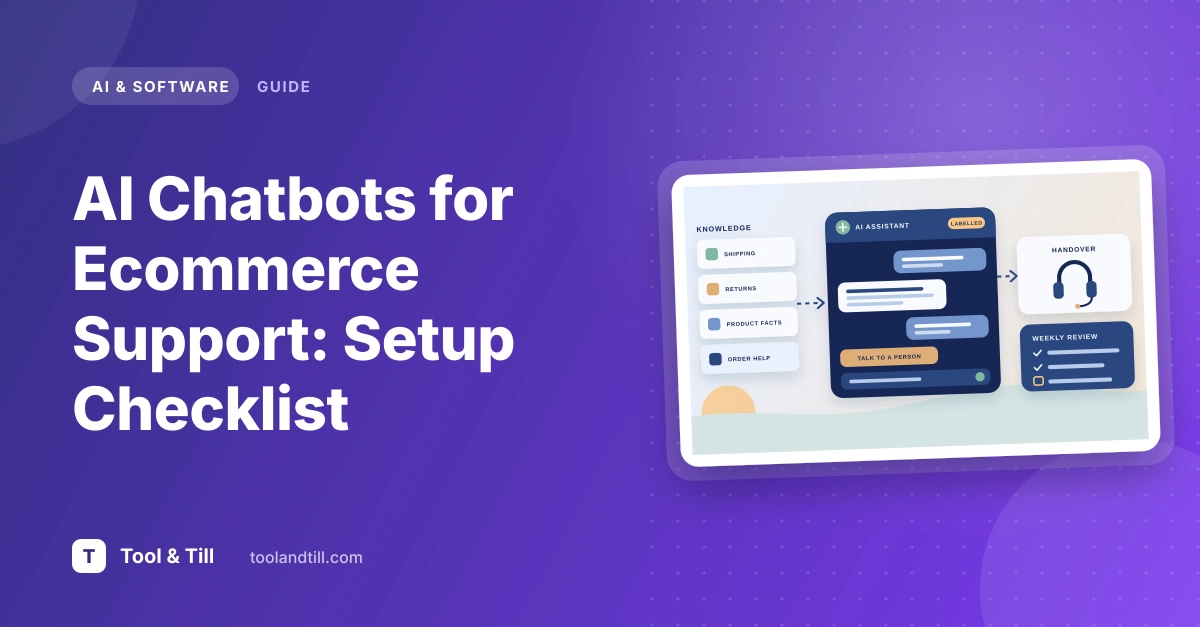 AI & SOFTWARE GUIDE
AI Chatbots for
Ecommerce
Support: Setup
Checklist
T Tool & Till toolandtill.com
KNOWLEDGE
SHIPPING
RETURNS
PRODUCT FACTS
ORDER HELP
AI ASSISTANT LABELLED
TALK TO A PERSON
HANDOVER
WEEKLY REVIEW